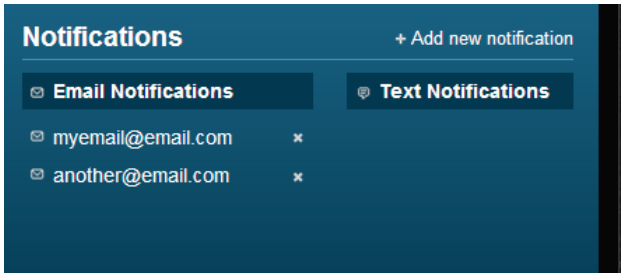 Notifications
+ Add new notification
Email Notifications
Text Notifications
myemail@email.com
another@email.com